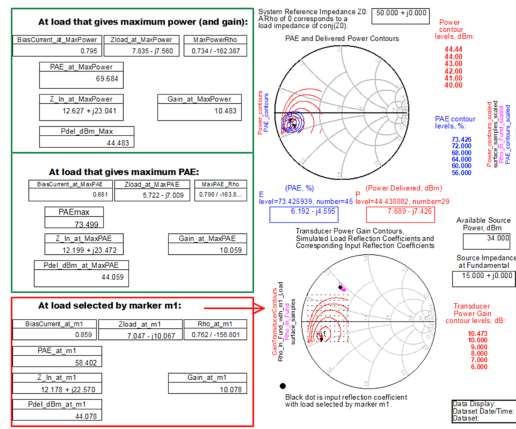 At load that gives maximum power (and gain):
BiasCurrent_at_MaxPower
0.795
Zload_at_MaxPower
7.835 - j7.560
MaxPowerRho
0.734 / -162.387
PAE_at_MaxPower
69.684
Z_In_at_MaxPower
12.627 + j23.041
Gain_at_MaxPower
10.483
Pdel_dBm_Max
44.483
At load that gives maximum PAE:
BiasCurrent_at_MaxPAE
0.661
Zload_at_MaxPAE
5.722 - j7.009
MaxPAE_Rho
0.796 / -163.6...
PAEmax
73.499
Z_In_at_MaxPAE
12.199 + j23.472
Gain_at_MaxPAE
10.059
Pdel_dBm_at_MaxPAE
44.059
At load selected by marker m1:
BiasCurrent_at_m1
0.859
Zload_at_m1
7.047 - j10.067
Rho_at_m1
0.762 / -156.801
PAE_at_m1
58.402
Z_In_at_m1
12.178 + j22.570
Gain_at_m1
10.078
Pdel_dBm_at_m1
44.078
System Reference Impedance Z0.
A Rho of 0 corresponds to a
load impedance of conj(Z0).
50.000 + j0.000
PAE and Delivered Power Contours
Power_contours
PAE_contours
Power
contour
levels, dBm:
44.44
44.00
43.00
42.00
41.00
40.00
PAE contour
levels, %:
73.426
72.000
68.000
64.000
60.000
56.000
Power_contours_scaled
surface_samples_scaled
PAE_contours_scaled
(PAE, %)
E
level=73.425939, number=45
6.192 - j4.595
(Power Delivered, dBm)
P
level=44.438882, number=29
7.689 - j7.426
Transducer Power Gain Contours,
Simulated Load Reflection Coefficients and
Corresponding Input Reflection Coefficients
GainTransducerContours
Rho_In_Fund_with_m1_Load
Rho_In_Fund
surface_samples
Available Source
Power, dBm
34.000
Source Impedance
at Fundamental
15.000 + j0.000
Transducer
Power Gain
contour levels, dB:
10.473
10.000
9.000
8.000
7.000
6.000
Black dot is input reflection coefficient
with load selected by marker m1.
Data Display:
Dataset Date/Time:
Dataset: